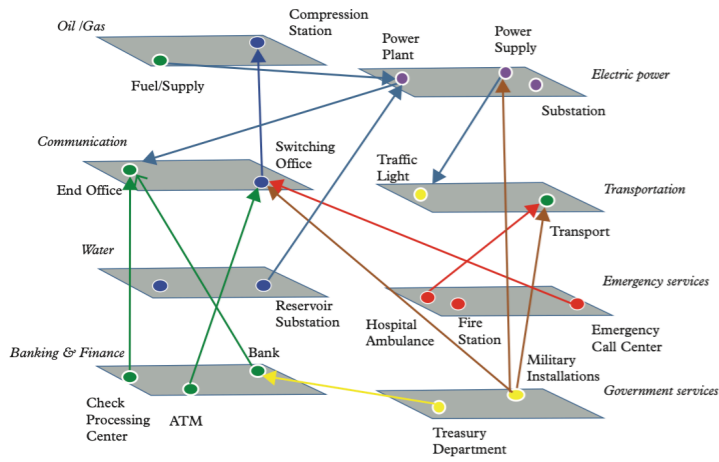 Oil /Gas
Compression
Station
Fuel/Supply
Power
Plant
Power
Supply
Electric power
Substation
Communication
End Office
Switching
Office
Traffic
Light
Transportation
Transport
Water
Reservoir
Substation
Emergency services
Hospital
Ambulance
Fire
Station
Emergency
Call Center
Banking & Finance
Bank
Check
Processing
Center
ATM
Military
Installations
Government services
Treasury
Department